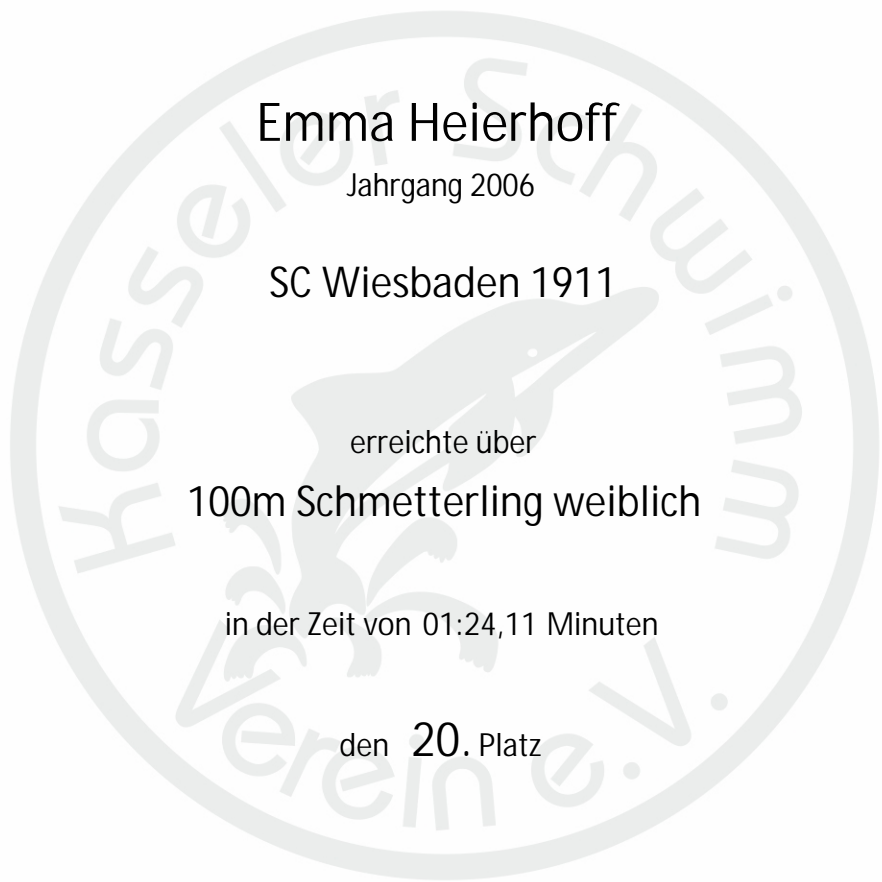 Emma Heierhoff
Jahrgang 2006
SC Wiesbaden 1911
erreichte über
100m Schmetterling weiblich
in der Zeit von 01:24,11 Minuten
den 20. Platz
Kasseler Schwimm
Verein e.V.